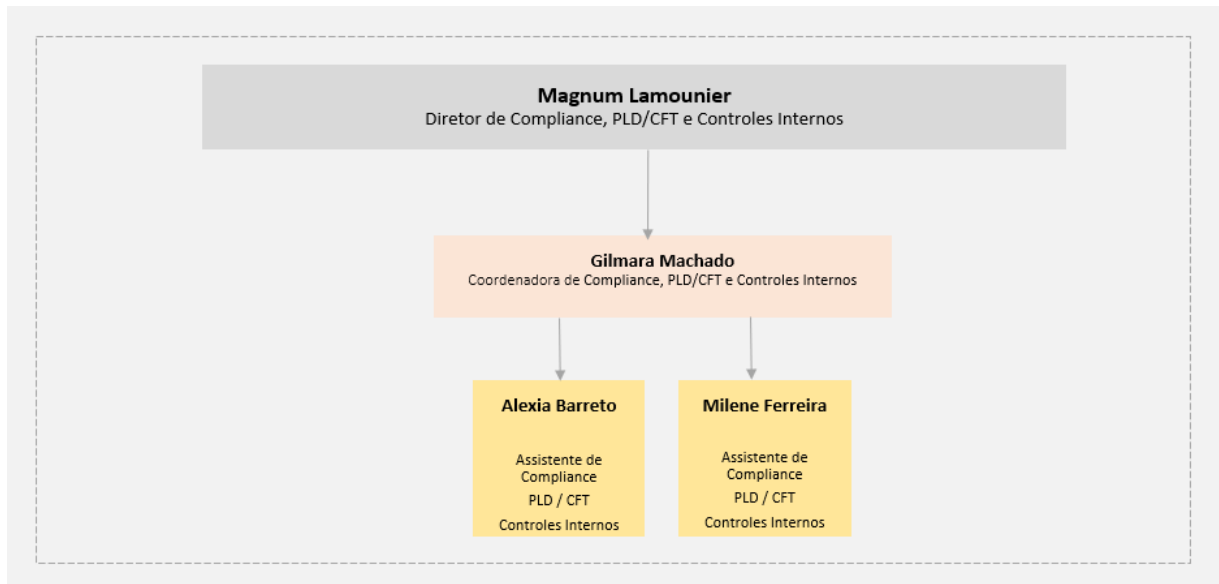 Magnum Lamounier
Diretor de Compliance, PLD/CFT e Controles Internos
Gilmara Machado
Coordenadora de Compliance, PLD/CFT e Controles Internos
Alexia Barreto
Assistente de
Compliance
PLD / CFT
Controles Internos
Milene Ferreira
Assistente de
Compliance
PLD / CFT
Controles Internos